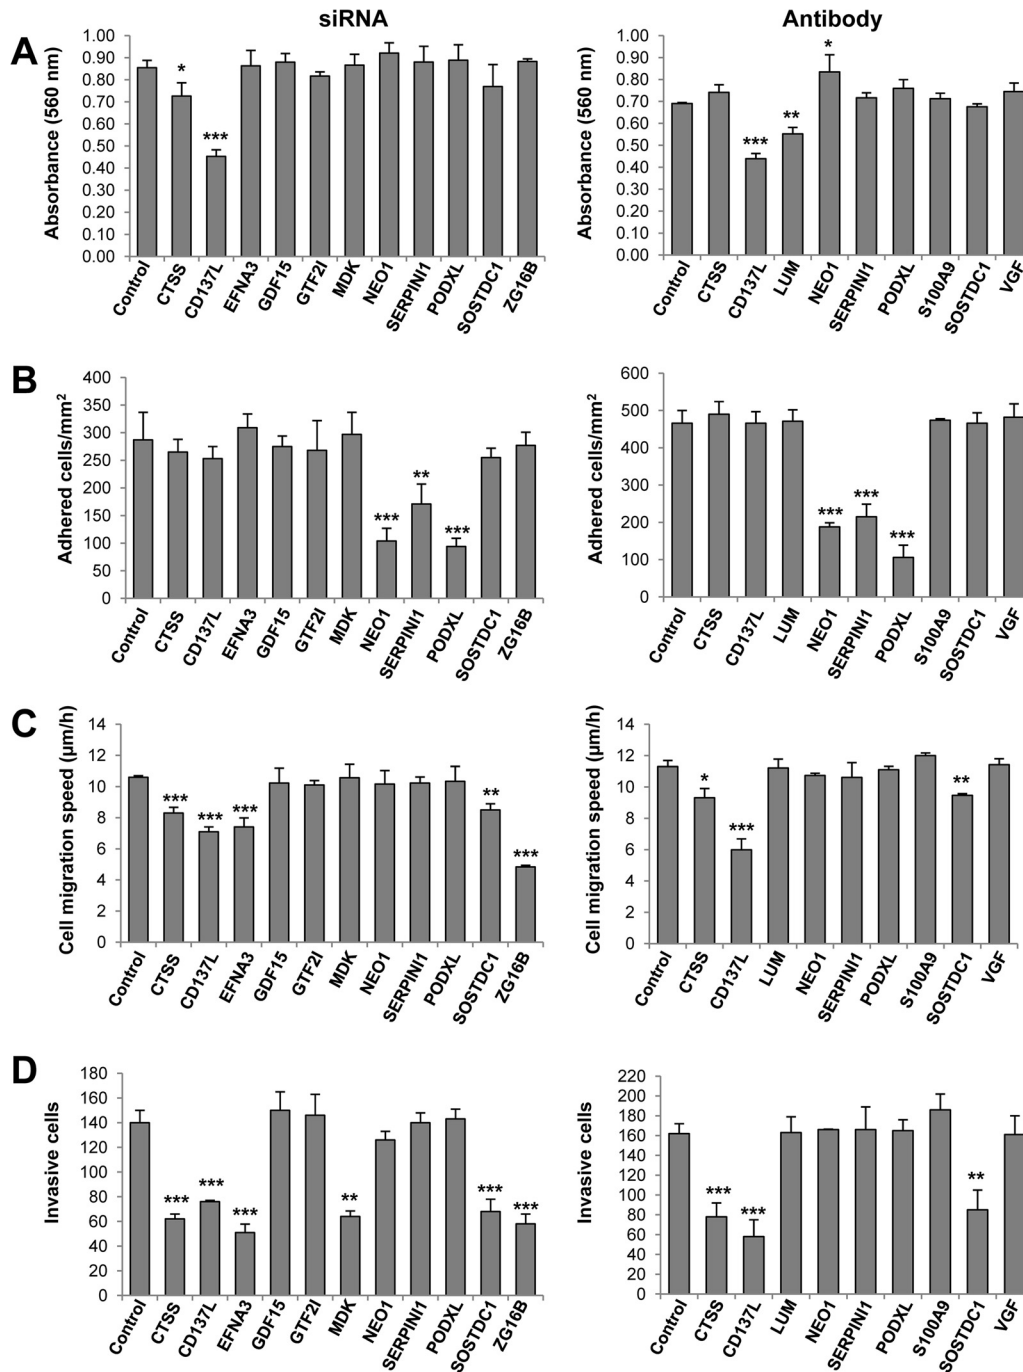 siRNA
Antibody
A
Absorbance (560 nm)
1.00
0.90
0.80
0.70
0.60
0.50
0.40
0.30
0.20
0.10
0.00
*
***
Control
CTSS
CD137L
EFNA3
GDF15
GTF2I
MDK
NEO1
SERPINI1
PODXL
SOSTDC1
ZG16B
Absorbance (560 nm)
1.00
0.90
0.80
0.70
0.60
0.50
0.40
0.30
0.20
0.10
0.00
***
**
*
Control
CTSS
CD137L
LUM
NEO1
SERPINI1
PODXL
S100A9
SOSTDC1
VGF
B
Adhered cells/mm²
400
350
300
250
200
150
100
50
0
***
**
***
Control
CTSS
CD137L
EFNA3
GDF15
GTF2I
MDK
NEO1
SERPINI1
PODXL
SOSTDC1
ZG16B
Adhered cells/mm²
600
500
400
300
200
100
0
***
***
***
Control
CTSS
CD137L
LUM
NEO1
SERPINI1
PODXL
S100A9
SOSTDC1
VGF
C
Cell migration speed (µm/h)
14
12
10
8
6
4
2
0
***
***
***
**
***
Control
CTSS
CD137L
EFNA3
GDF15
GTF2I
MDK
NEO1
SERPINI1
PODXL
SOSTDC1
ZG16B
Cell migration speed (µm/h)
14
12
10
8
6
4
2
0
*
***
**
Control
CTSS
CD137L
LUM
NEO1
SERPINI1
PODXL
S100A9
SOSTDC1
VGF
D
Invasive cells
180
160
140
120
100
80
60
40
20
0
***
***
***
**
***
***
Control
CTSS
CD137L
EFNA3
GDF15
GTF2I
MDK
NEO1
SERPINI1
PODXL
SOSTDC1
ZG16B
Invasive cells
220
200
180
160
140
120
100
80
60
40
20
0
***
***
**
Control
CTSS
CD137L
LUM
NEO1
SERPINI1
PODXL
S100A9
SOSTDC1
VGF